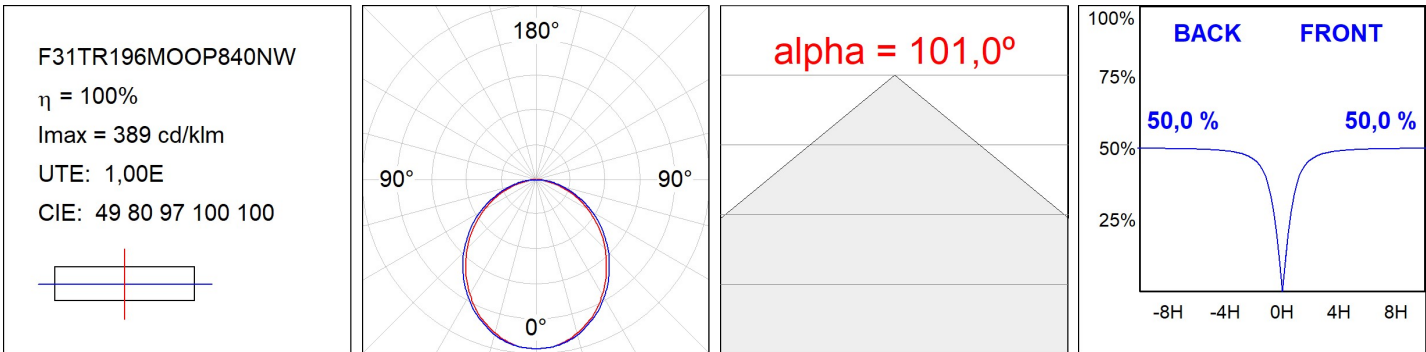 F31TR196MOOP840NW
η = 100%
Imax = 389 cd/klm
UTE: 1,00E
CIE: 49 80 97 100 100
180°
90° 90°
0°
alpha = 101,0º
100%
BACK FRONT
75%
50,0 % 50,0 %
50%
25%
-8H -4H 0H 4H 8H